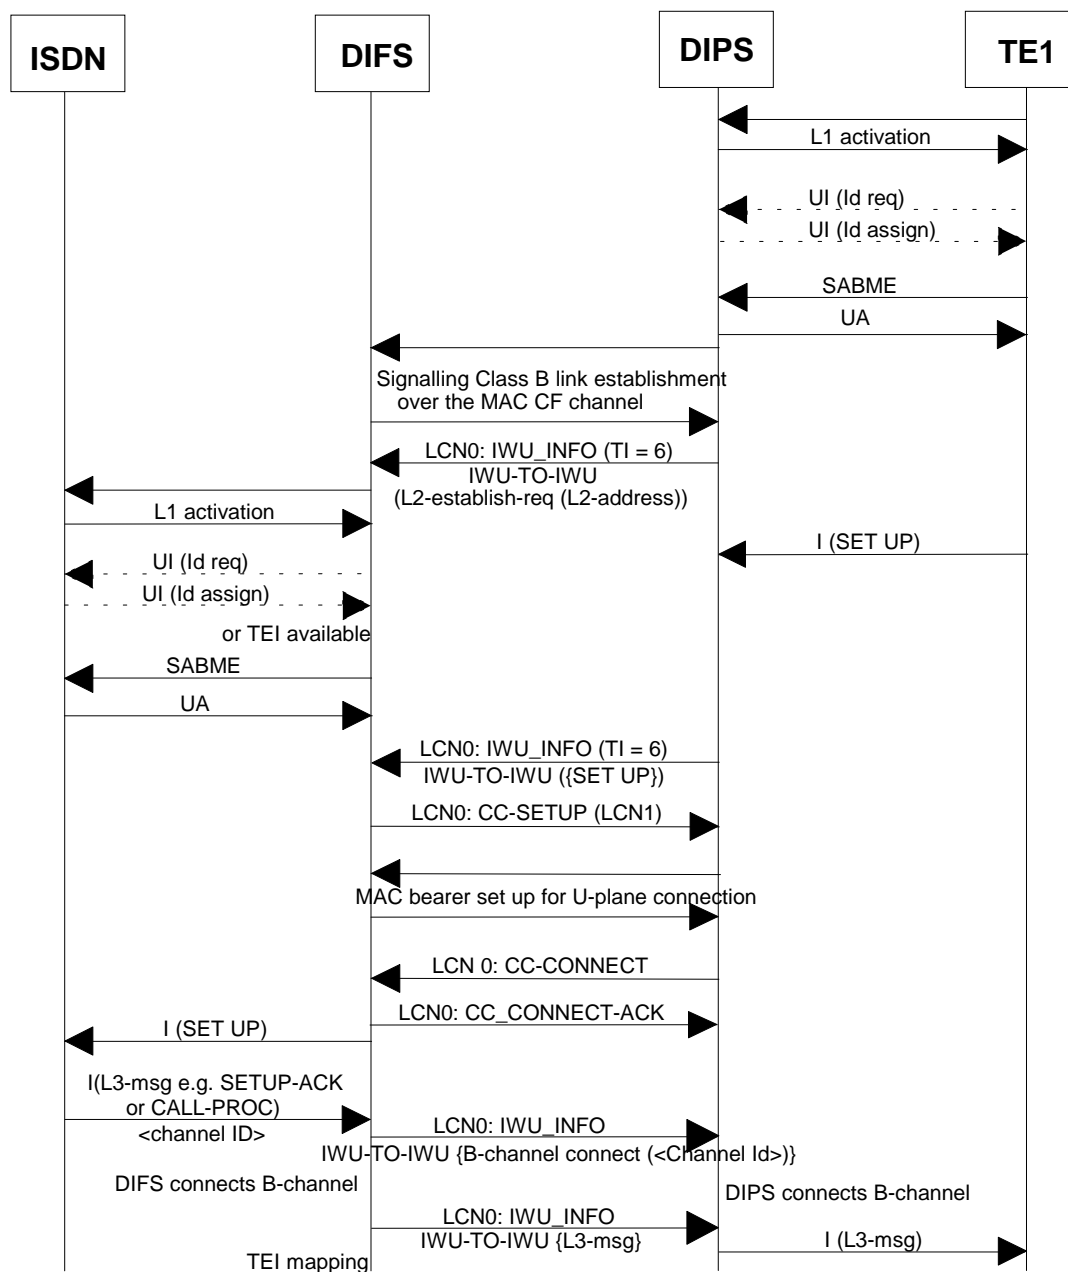 ISDN
DIFS
DIPS
TE1
L1 activation
UI (Id req)
UI (Id assign)
SABME
UA
Signalling Class B link establishment
over the MAC CF channel
LCN0: IWU_INFO (TI = 6)
IWU-TO-IWU
(L2-establish-req (L2-address))
L1 activation
I (SET UP)
UI (Id req)
UI (Id assign)
or TEI available
SABME
UA
LCN0: IWU_INFO (TI = 6)
IWU-TO-IWU ({SET UP})
LCN0: CC-SETUP (LCN1)
MAC bearer set up for U-plane connection
LCN 0: CC-CONNECT
LCN0: CC_CONNECT-ACK
I (SET UP)
I(L3-msg e.g. SETUP-ACK
or CALL-PROC)
<channel ID>
LCN0: IWU_INFO
IWU-TO-IWU {B-channel connect (<Channel Id>)}
DIFS connects B-channel
DIPS connects B-channel
LCN0: IWU_INFO
IWU-TO-IWU {L3-msg}
I (L3-msg)
TEI mapping